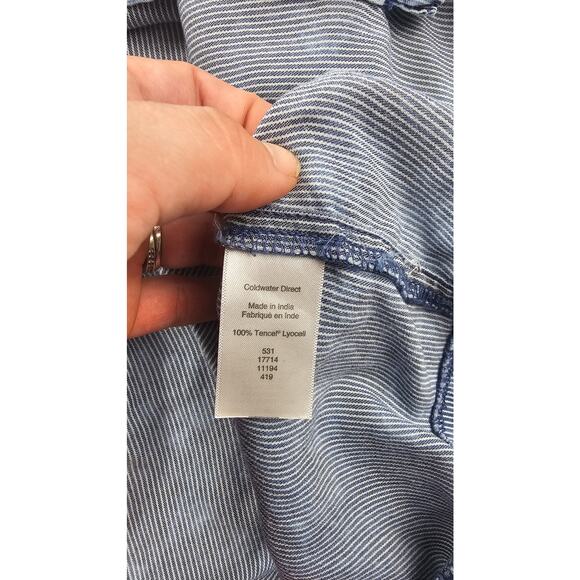 Coldwater Direct
Made in India
Fabriqué en Inde
100% Tencel® Lyocell
531
17714
11194
419